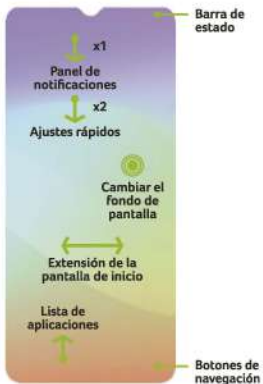 Barra de
estado
x1
Panel de
notificaciones
x2
Ajustes rápidos
Cambiar el
fondo de
pantalla
Extensión de la
pantalla de inicio
Lista de
aplicaciones
Botones de
navegación